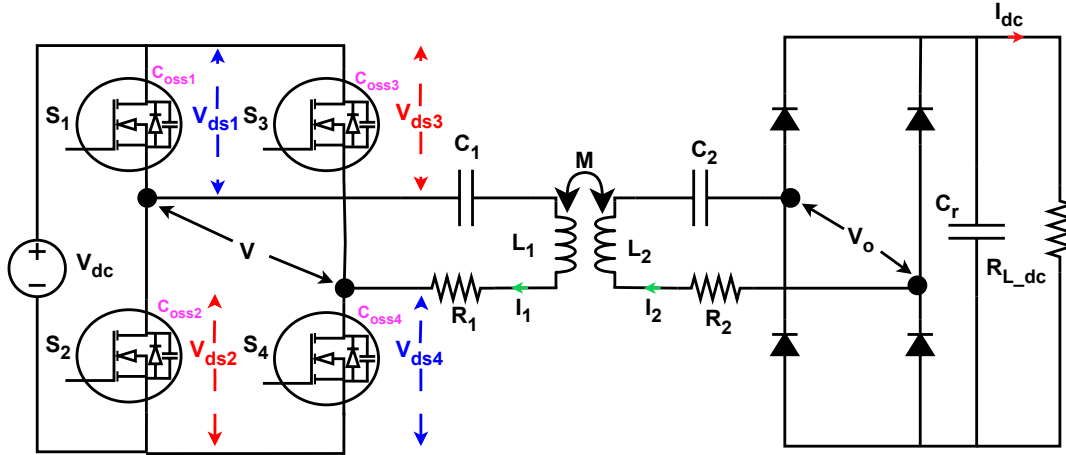 I_dc
C_oss1
C_oss3
S_1
V_ds1
S_3
V_ds3
C_1
M
C_2
V
L_1
L_2
V_o
C_r
R_L_dc
+
−
V_dc
R_1
I_1
I_2
R_2
C_oss2
C_oss4
S_2
V_ds2
S_4
V_ds4